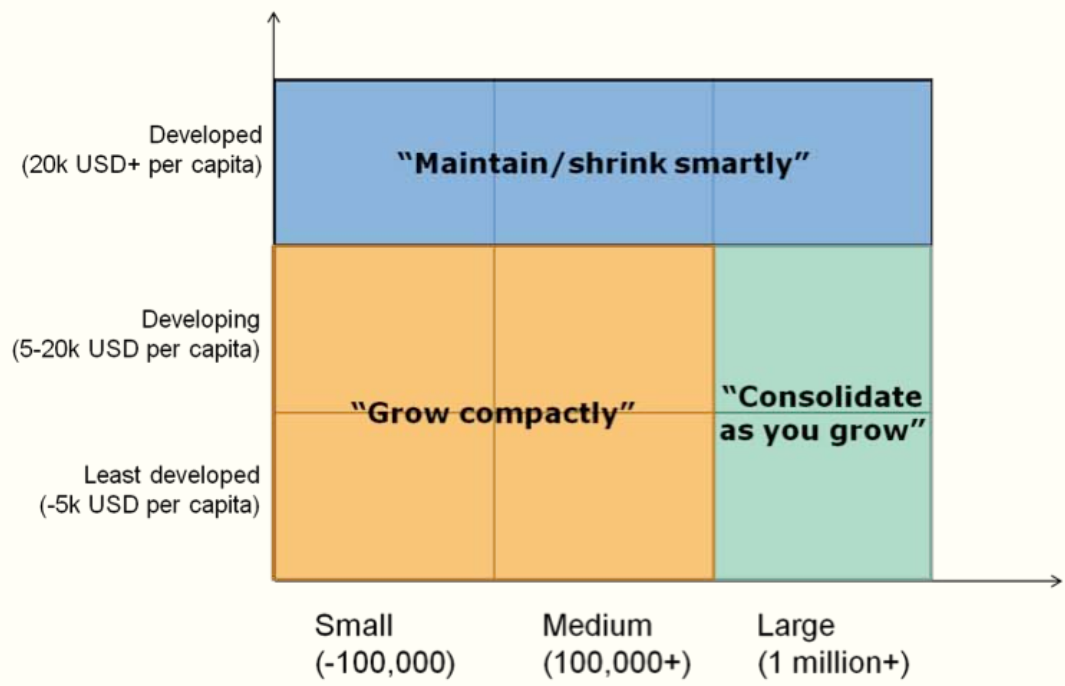 Developed
(20k USD+ per capita)
“Maintain/shrink smartly”
Developing
(5-20k USD per capita)
“Grow compactly”
“Consolidate
as you grow”
Least developed
(-5k USD per capita)
Small
(-100,000)
Medium
(100,000+)
Large
(1 million+)